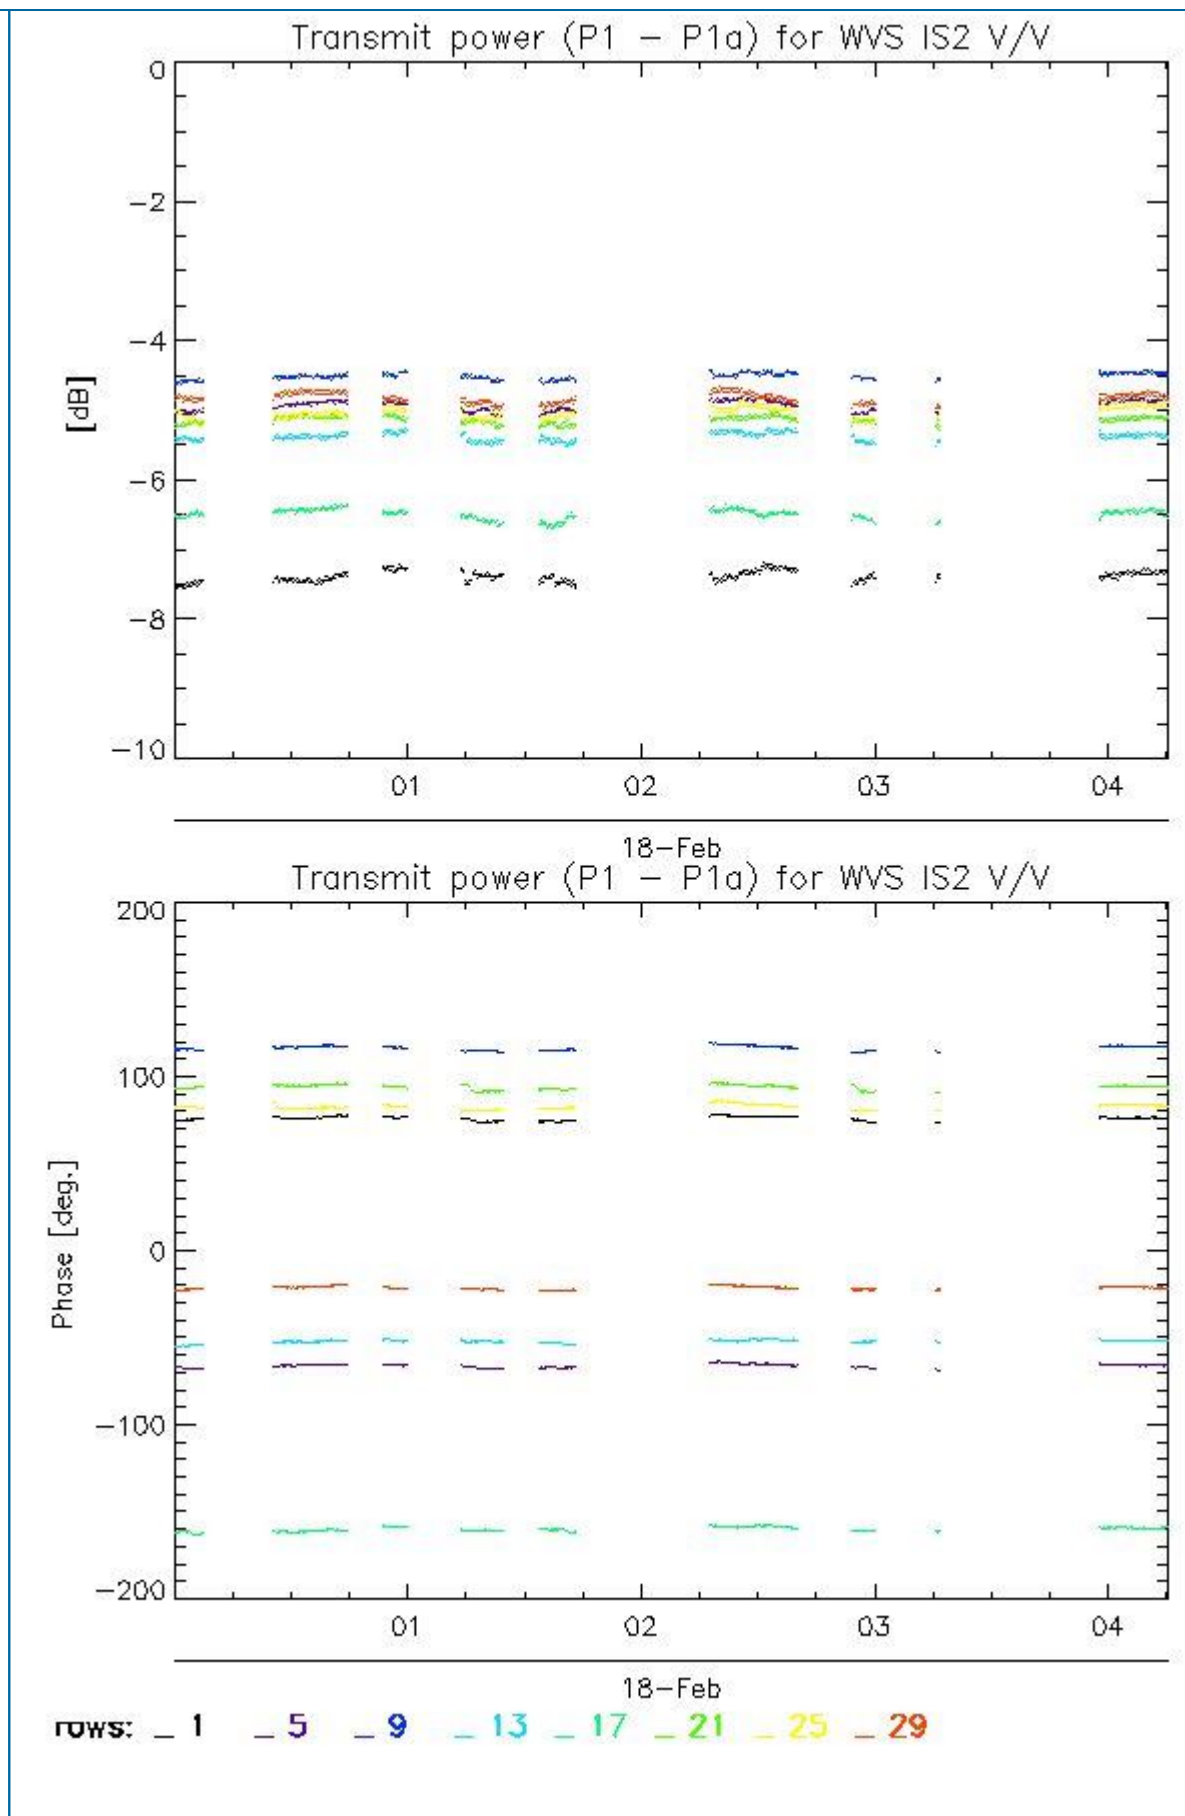 Transmit power (P1 - P1a) for WVS IS2 V/V
0
-2
-4
[dB]
-6
-8
-10
01 02 03 04
18-Feb
Transmit power (P1 - P1a) for WVS IS2 V/V
200
100
Phase [deg.]
0
-100
-200
01 02 03 04
18-Feb
rows: _ 1 _ 5 _ 9 _ 13 _ 17 _ 21 _ 25 _ 29